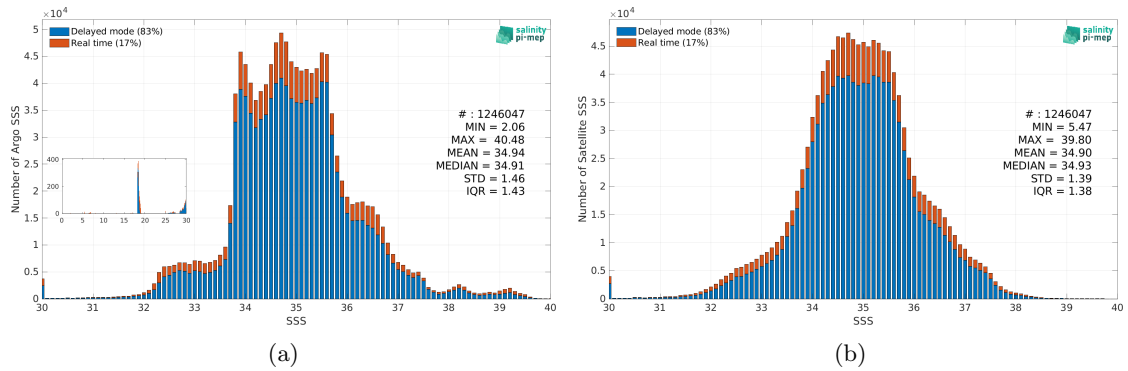 ×10⁴
Delayed mode (83%)
Real time (17%)
salinity
pi-mep
# : 1246047
MIN = 2.06
MAX = 40.48
MEAN = 34.94
MEDIAN = 34.91
STD = 1.46
IQR = 1.43
Number of Argo SSS
5
4.5
4
3.5
3
2.5
2
1.5
1
0.5
0
400
200
0
0 5 10 15 20 25 30
30 31 32 33 34 35 36 37 38 39 40
SSS
(a)
×10⁴
Delayed mode (83%)
Real time (17%)
salinity
pi-mep
# : 1246047
MIN = 5.47
MAX = 39.80
MEAN = 34.90
MEDIAN = 34.93
STD = 1.39
IQR = 1.38
Number of Satellite SSS
4.5
4
3.5
3
2.5
2
1.5
1
0.5
0
30 31 32 33 34 35 36 37 38 39 40
SSS
(b)